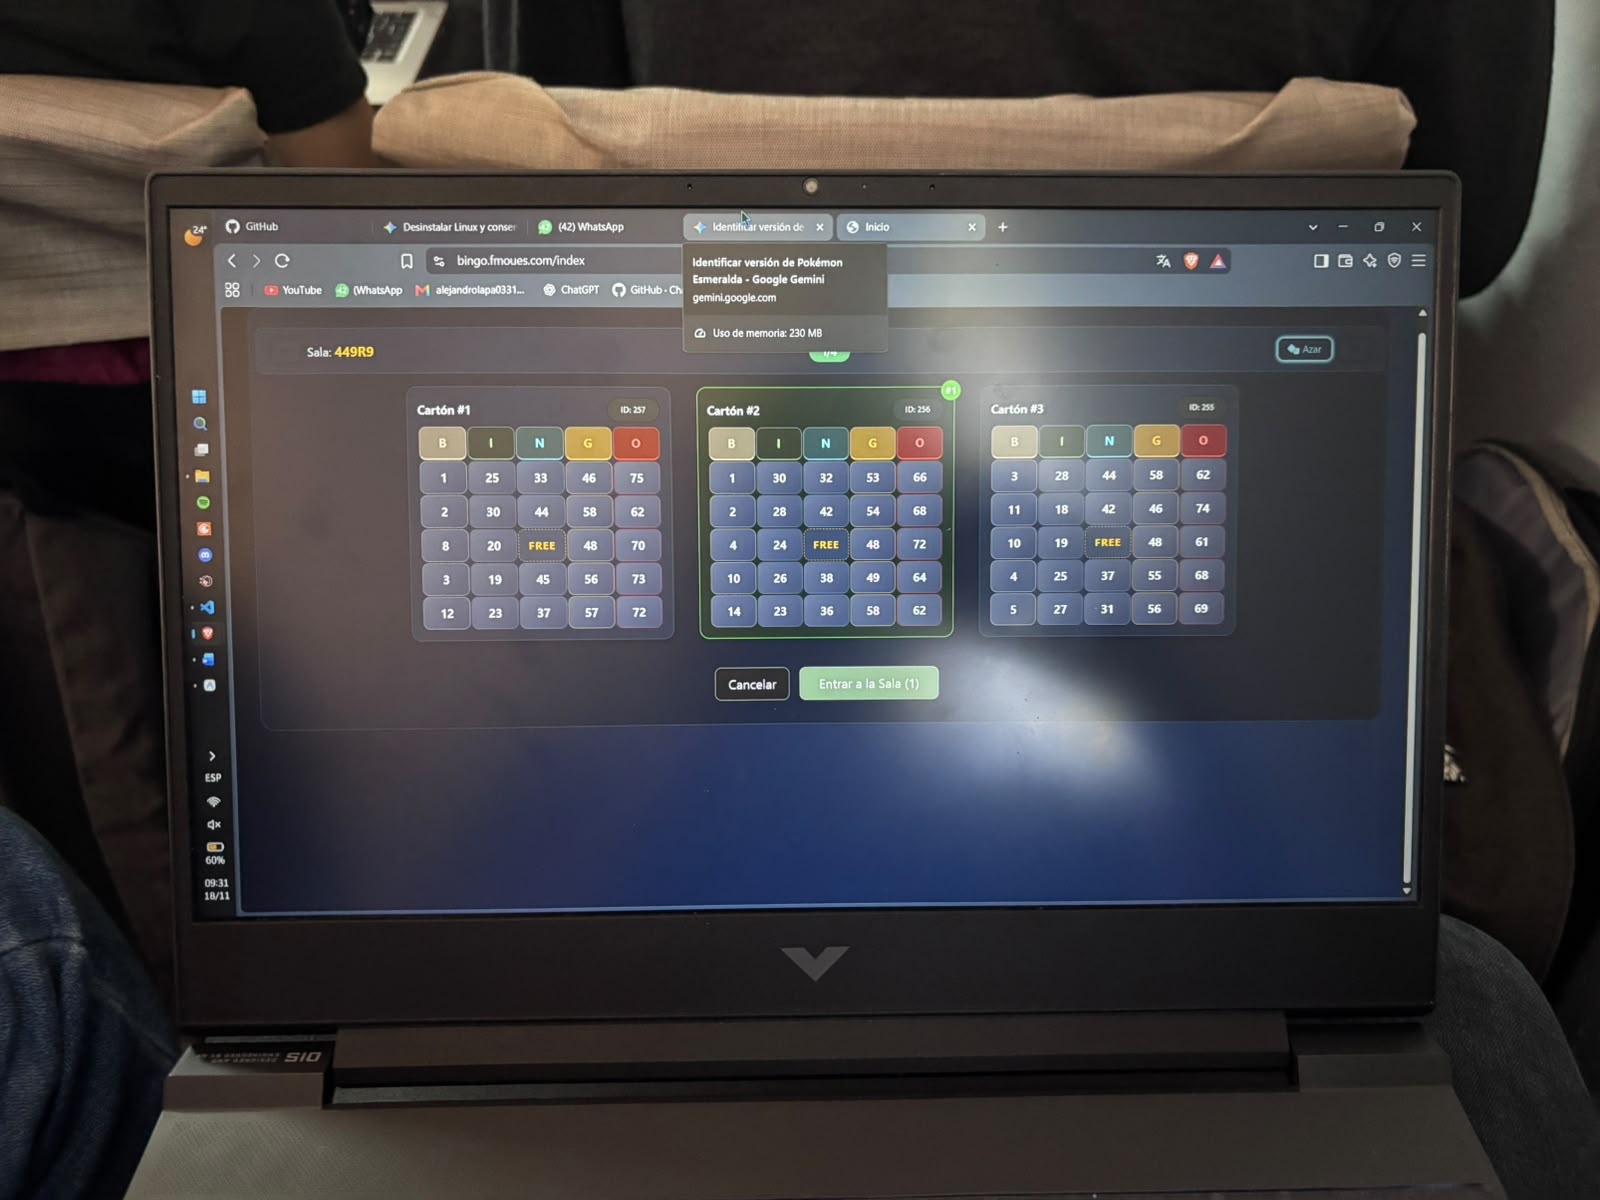 24°
GitHub
Desinstalar Linux y conser
(42) WhatsApp
Identificar versión de
Inicio
bingo.fmoues.com/index
Identificar versión de Pokémon
Esmeralda - Google Gemini
gemini.google.com
Uso de memoria: 230 MB
YouTube
(WhatsApp
alejandrolapa0331...
ChatGPT
GitHub - Ch
Sala: 449R9
1/4
Azar
Cartón #1
ID: 257
B I N G O
1 25 33 46 75
2 30 44 58 62
8 20 FREE 48 70
3 19 45 56 73
12 23 37 57 72
#1
Cartón #2
ID: 256
B I N G O
1 30 32 53 66
2 28 42 54 68
4 24 FREE 48 72
10 26 38 49 64
14 23 36 58 62
Cartón #3
ID: 255
B I N G O
3 28 44 58 62
11 18 42 46 74
10 19 FREE 48 61
4 25 37 55 68
5 27 31 56 69
Cancelar
Entrar a la Sala (1)
ESP
60%
09:31
18/11